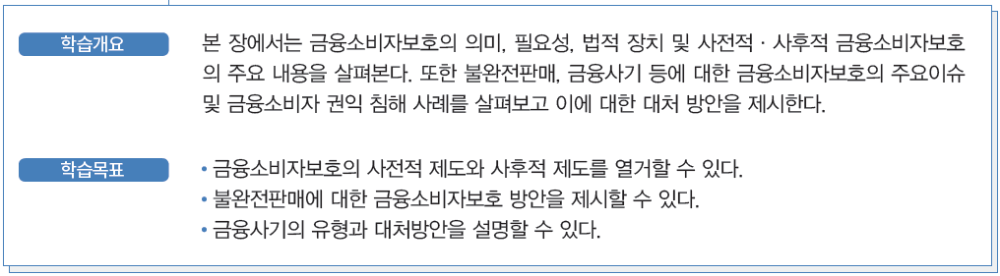 학습개요
본 장에서는 금융소비자보호의 의미, 필요성, 법적 장치 및 사전적 · 사후적 금융소비자보호
의 주요 내용을 살펴본다. 또한 불완전판매, 금융사기 등에 대한 금융소비자보호의 주요이슈
및 금융소비자 권익 침해 사례를 살펴보고 이에 대한 대처 방안을 제시한다.
학습목표
• 금융소비자보호의 사전적 제도와 사후적 제도를 열거할 수 있다.
• 불완전판매에 대한 금융소비자보호 방안을 제시할 수 있다.
• 금융사기의 유형과 대처방안을 설명할 수 있다.